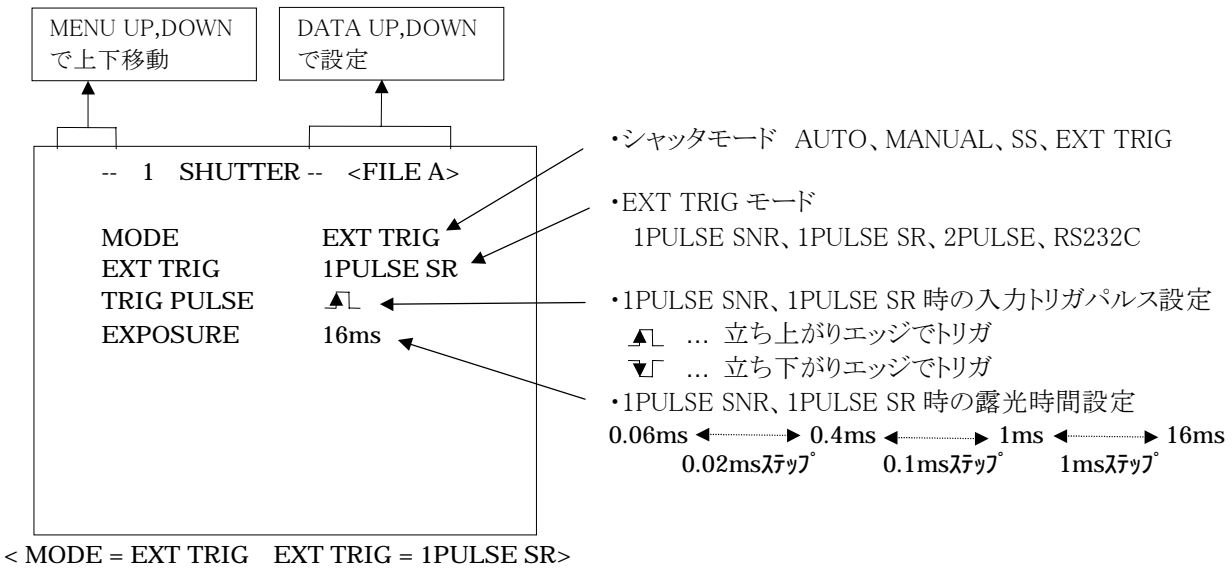 MENU UP,DOWN
で上下移動
DATA UP,DOWN
で設定
-- 1 SHUTTER -- <FILE A>
MODE EXT TRIG
EXT TRIG 1PULSE SR
TRIG PULSE
EXPOSURE 16ms
・シャッタモード AUTO、MANUAL、SS、EXT TRIG
・EXT TRIG モード
1PULSE SNR、1PULSE SR、2PULSE、RS232C
・1PULSE SNR、1PULSE SR 時の入力トリガパルス設定
… 立ち上がりエッジでトリガ
… 立ち下がりエッジでトリガ
・1PULSE SNR、1PULSE SR 時の露光時間設定
0.06ms 0.4ms 1ms 16ms
0.02msｽﾃｯﾌﾟ 0.1msｽﾃｯﾌﾟ 1msｽﾃｯﾌﾟ
< MODE = EXT TRIG EXT TRIG = 1PULSE SR>